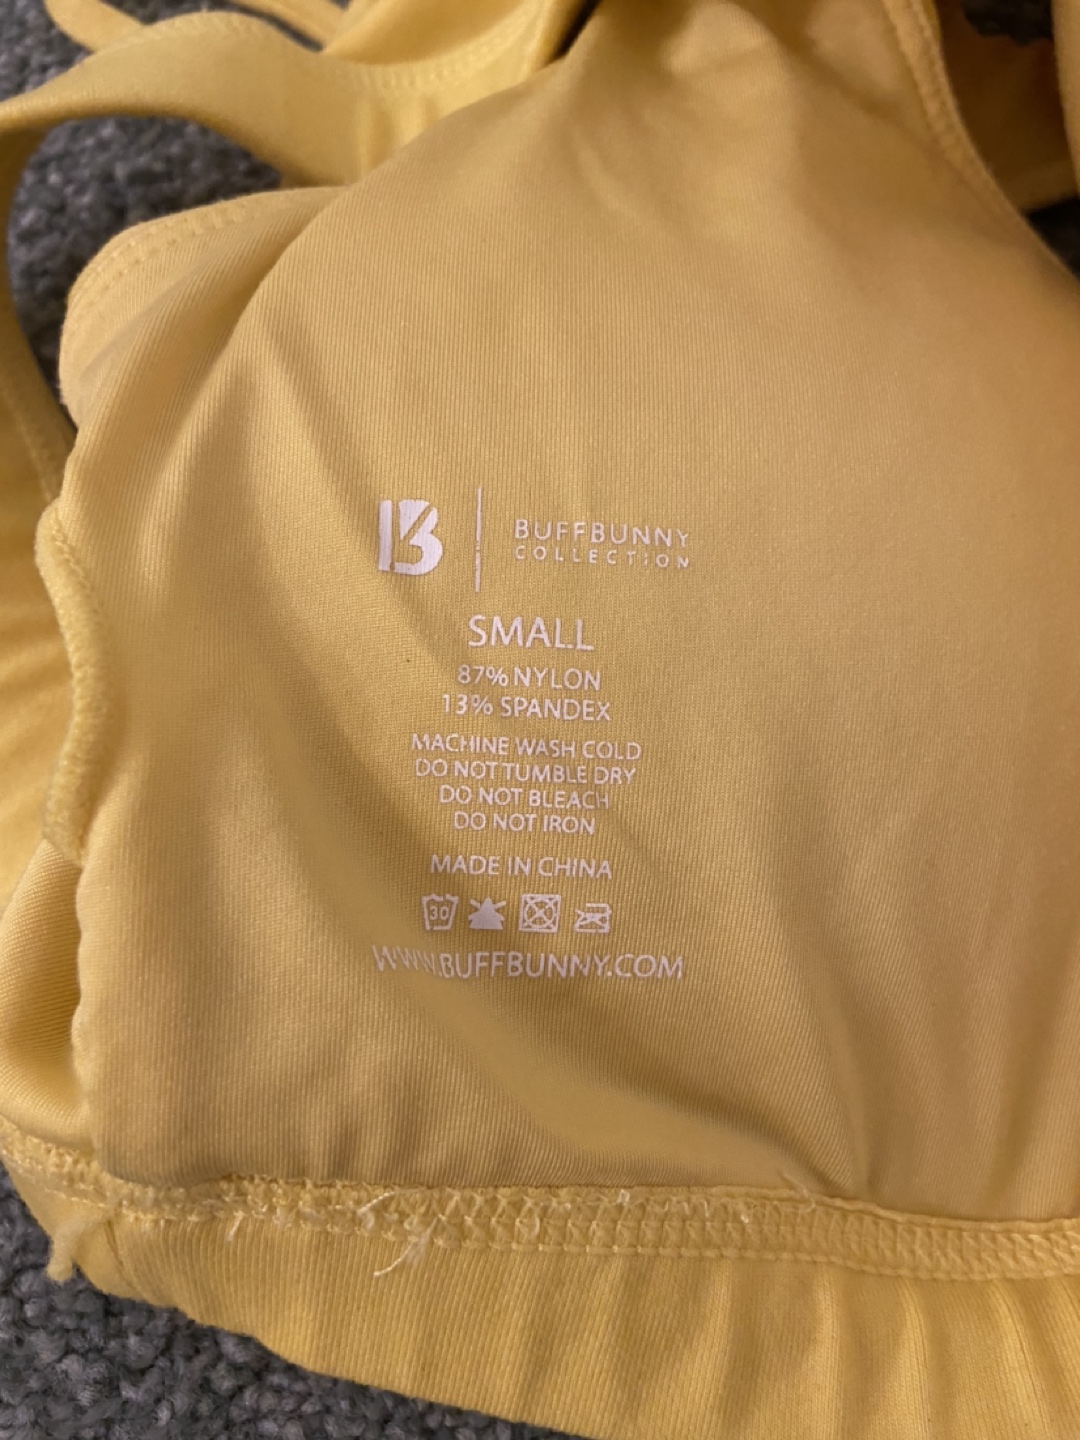 B
BUFFBUNNY
COLLECTION
SMALL
87% NYLON
13% SPANDEX
MACHINE WASH COLD
DO NOT TUMBLE DRY
DO NOT BLEACH
DO NOT IRON
MADE IN CHINA
30
WWW.BUFFBUNNY.COM